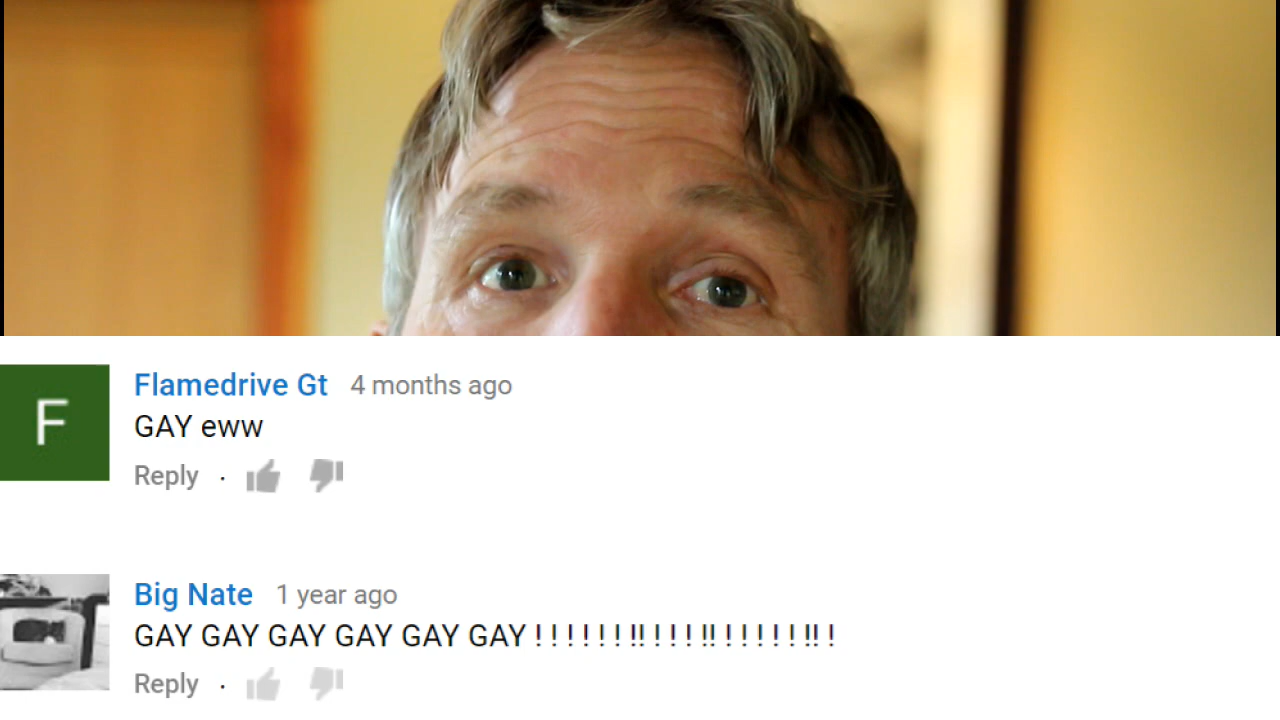 F
Flamedrive Gt 4 months ago
GAY eww
Reply ·
Big Nate 1 year ago
GAY GAY GAY GAY GAY GAY ! ! ! ! ! ! !! ! ! ! !! ! ! ! ! ! ! !! !
Reply ·